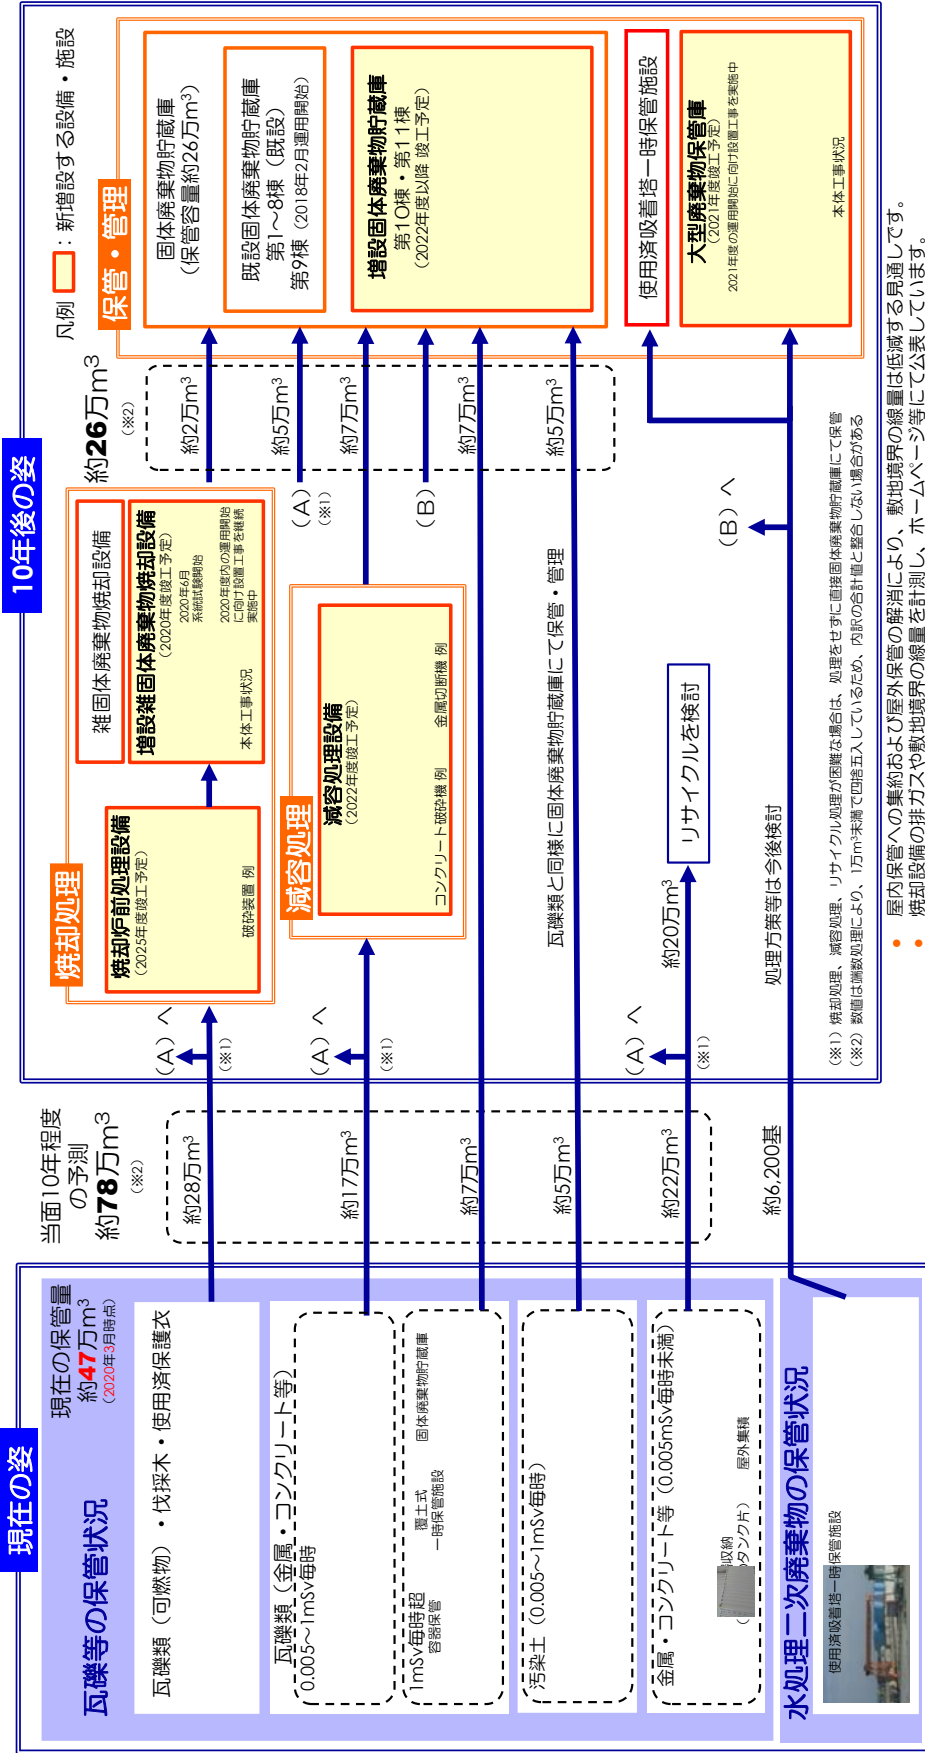 現在の姿
瓦礫等の保管状況
現在の保管量
約47万m³
(2020年3月時点)
瓦礫類（可燃物）・伐採木・使用済保護衣
瓦礫類（金属・コンクリート等）
0.005～1mSv毎時
1mSv毎時超
容器保管
覆土式
一時保管施設
固体廃棄物貯蔵庫
汚染土（0.005～1mSv毎時）
金属・コンクリート等（0.005mSv毎時未満）
収納
タンク片）
屋外集積
水処理二次廃棄物の保管状況
使用済吸着塔一時保管施設
当面10年程度
の予測
約78万m³
（※2）
約28万m³
約17万m³
約7万m³
約5万m³
約22万m³
約6,200基
10年後の姿
（A）へ
（※1）
（A）へ
（※1）
（A）へ
（※1）
焼却処理
焼却炉前処理設備
(2025年度竣工予定)
破砕装置 例
雑固体廃棄物焼却設備
増設雑固体廃棄物焼却設備
(2020年度竣工予定)
2020年6月
系統試験開始
2020年度内の運用開始
に向け設置工事を継続
実施中
本体工事状況
減容処理
減容処理設備
(2022年度竣工予定)
コンクリート破砕機 例
金属切断機 例
瓦礫類と同様に固体廃棄物貯蔵庫にて保管・管理
約20万m³
リサイクルを検討
処理方策等は今後検討
（B）へ
約26万m³
（※2）
約2万m³
（A）
（※1）
約5万m³
約7万m³
（B）
約7万m³
約5万m³
凡例
：新増設する設備・施設
保管・管理
固体廃棄物貯蔵庫
(保管容量約26万m³)
既設固体廃棄物貯蔵庫
第1～8棟（既設）
第9棟（2018年2月運用開始）
増設固体廃棄物貯蔵庫
第10棟・第11棟
(2022年度以降 竣工予定)
使用済吸着塔一時保管施設
大型廃棄物保管庫
(2021年度竣工予定)
2021年度の運用開始に向け設置工事を実施中
本体工事状況
（※1）焼却処理、減容処理、リサイクル処理が困難な場合は、処理をせずに直接固体廃棄物貯蔵庫にて保管
（※2）数値は端数処理により、1万m³未満で四捨五入しているため、内訳の合計値と整合しない場合がある
• 屋内保管への集約および屋外保管の解消により、敷地境界の線量は低減する見通しです。
• 焼却設備の排ガスや敷地境界の線量を計測し、ホームページ等にて公表しています。